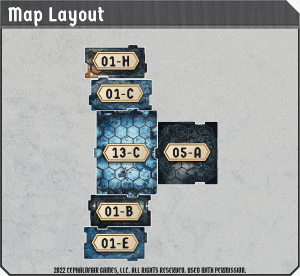 Map Layout
01-H
01-C
13-C
05-A
01-B
01-E
2022 CEPHALOFAIR GAMES, LLC. ALL RIGHTS RESERVED. USED WITH PERMISSION.